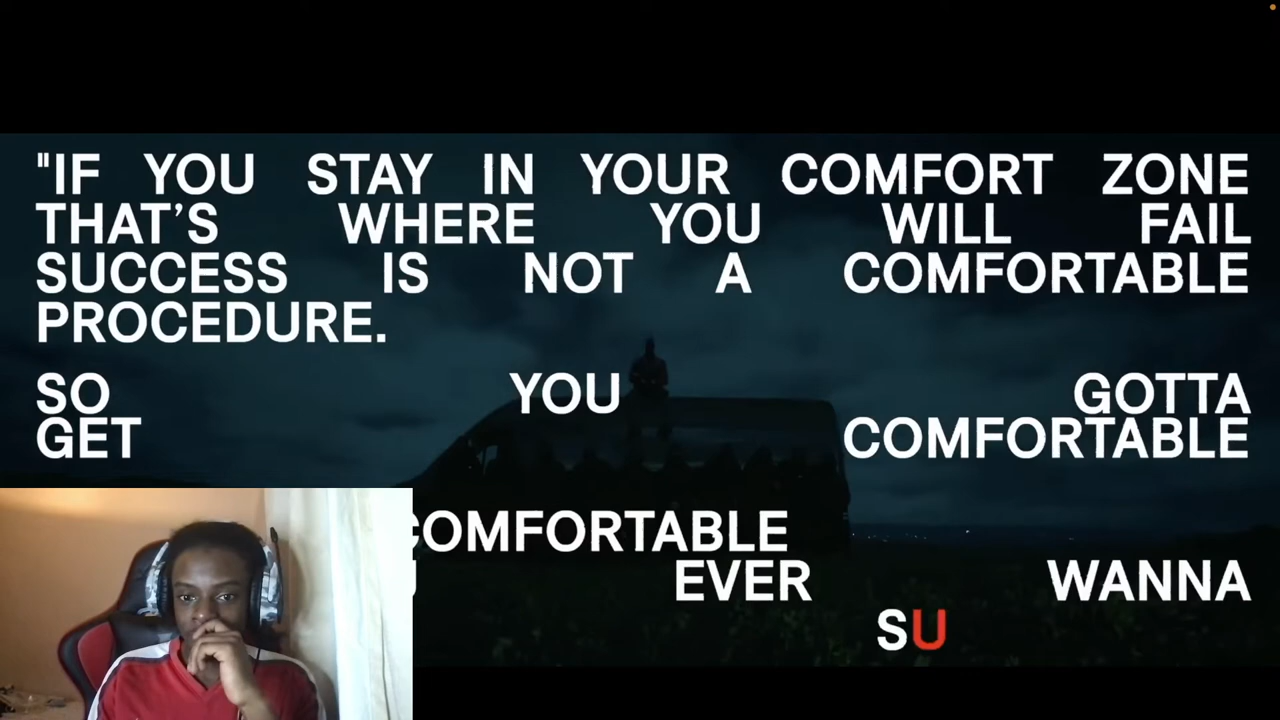 "IF YOU STAY IN YOUR COMFORT ZONE
THAT’S WHERE YOU WILL FAIL
SUCCESS IS NOT A COMFORTABLE
PROCEDURE.
SO YOU GOTTA
GET COMFORTABLE
COMFORTABLE
EVER WANNA
SU